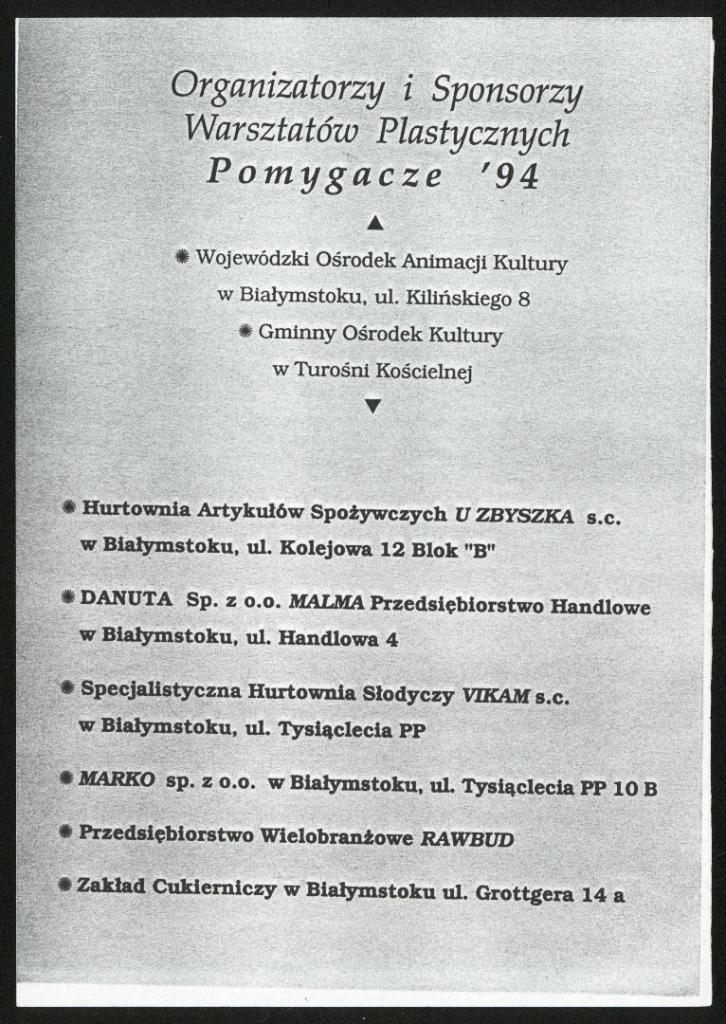 Organizatorzy i Sponsorzy
Warsztatów Plastycznych
Pomygacze '94
▲
✺ Wojewódzki Ośrodek Animacji Kultury
w Białymstoku, ul. Kilińskiego 8
✺ Gminny Ośrodek Kultury
w Turośni Kościelnej
▼
✺ Hurtownia Artykułów Spożywczych U ZBYSZKA s.c.
w Białymstoku, ul. Kolejowa 12 Blok "B"
✺ DANUTA Sp. z o.o. MALMA Przedsiębiorstwo Handlowe
w Białymstoku, ul. Handlowa 4
✺ Specjalistyczna Hurtownia Słodyczy VIKAM s.c.
w Białymstoku, ul. Tysiąclecia PP
✺ MARKO sp. z o.o. w Białymstoku, ul. Tysiąclecia PP 10 B
✺ Przedsiębiorstwo Wielobranżowe RAWBUD
✺ Zakład Cukierniczy w Białymstoku ul. Grottgera 14 a